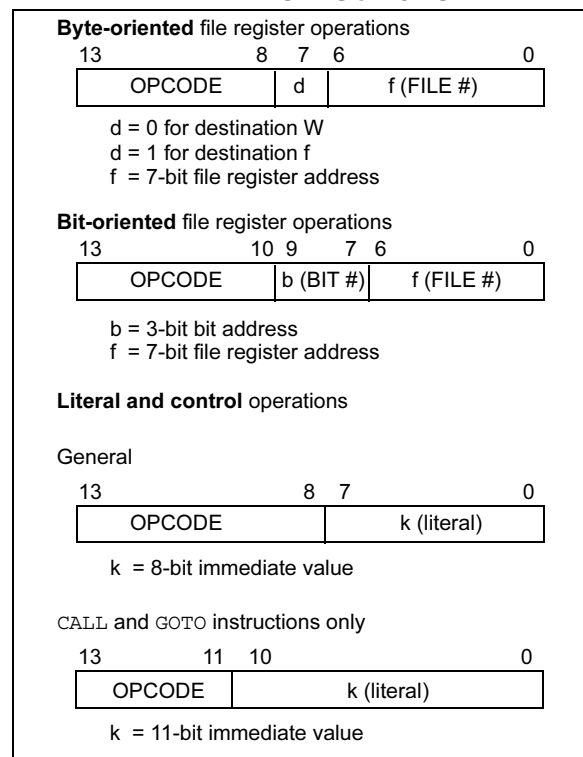 Byte-oriented file register operations
13 8 7 6 0
OPCODE d f (FILE #)
d = 0 for destination W
d = 1 for destination f
f = 7-bit file register address
Bit-oriented file register operations
13 10 9 7 6 0
OPCODE b (BIT #) f (FILE #)
b = 3-bit bit address
f = 7-bit file register address
Literal and control operations
General
13 8 7 0
OPCODE k (literal)
k = 8-bit immediate value
CALL and GOTO instructions only
13 11 10 0
OPCODE k (literal)
k = 11-bit immediate value